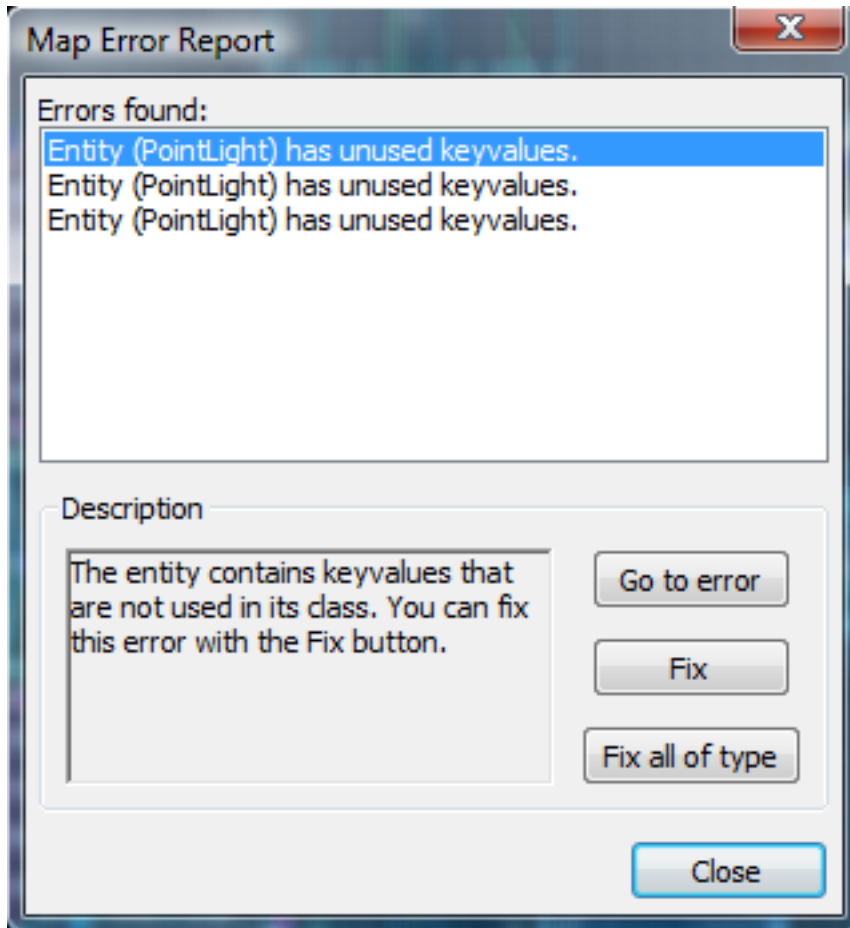 Map Error Report
Errors found:
Entity (PointLight) has unused keyvalues.
Entity (PointLight) has unused keyvalues.
Entity (PointLight) has unused keyvalues.
Description
The entity contains keyvalues that
are not used in its class. You can fix
this error with the Fix button.
Go to error
Fix
Fix all of type
Close